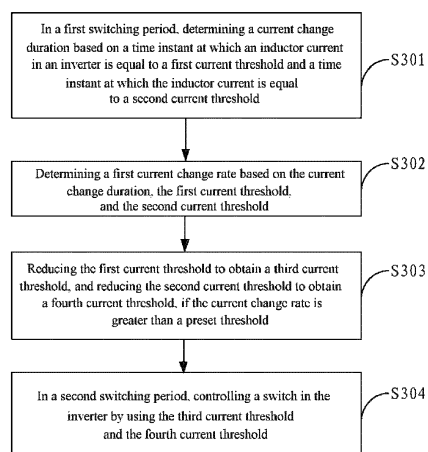 In a first switching period, determining a current change
duration based on a time instant at which an inductor current
in an inverter is equal to a first current threshold and a time
instant at which the inductor current is equal
to a second current threshold
S301
Determining a first current change rate based on the current
change duration, the first current threshold,
and the second current threshold
S302
Reducing the first current threshold to obtain a third current
threshold, and reducing the second current threshold to obtain
a fourth current threshold, if the current change rate is
greater than a preset threshold
S303
In a second switching period, controlling a switch in the
inverter by using the third current threshold
and the fourth current threshold
S304